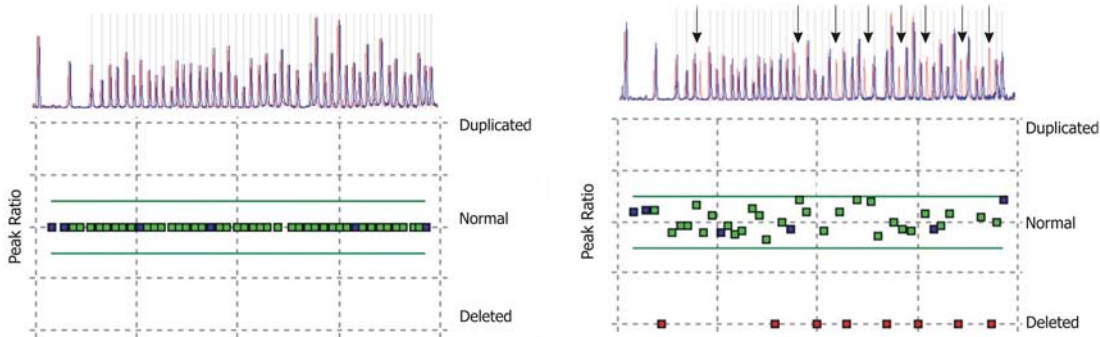 Duplicated
Peak Ratio
Normal
Deleted
Duplicated
Peak Ratio
Normal
Deleted